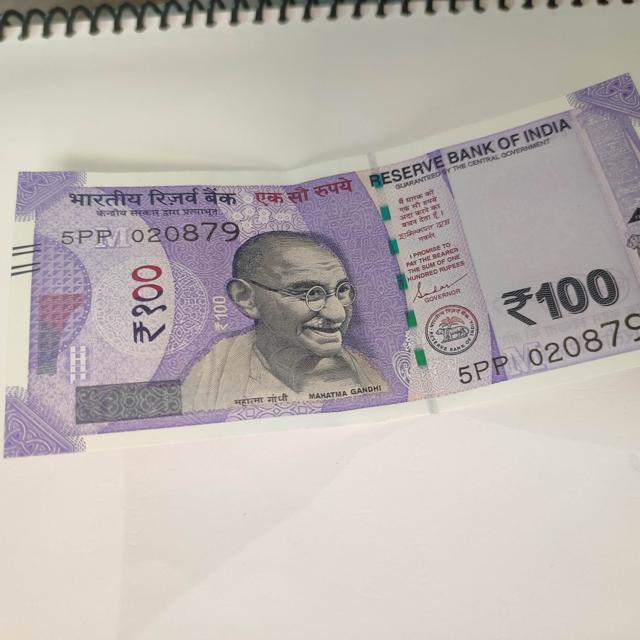 भारतीय रिज़र्व बैंक
केन्द्रीय सरकार द्वारा प्रत्याभूत
एक सौ रुपये
5PP 020879
₹१००
₹100
महात्मा गांधी
MAHATMA GANDHI
RESERVE BANK OF INDIA
GUARANTEED BY THE CENTRAL GOVERNMENT
मैं धारक को
एक सौ रुपये
अदा करने का
वचन देता हूँ ।
गवर्नर
I PROMISE TO
PAY THE BEARER
THE SUM OF ONE
HUNDRED RUPEES
GOVERNOR
₹100
5PP 020879